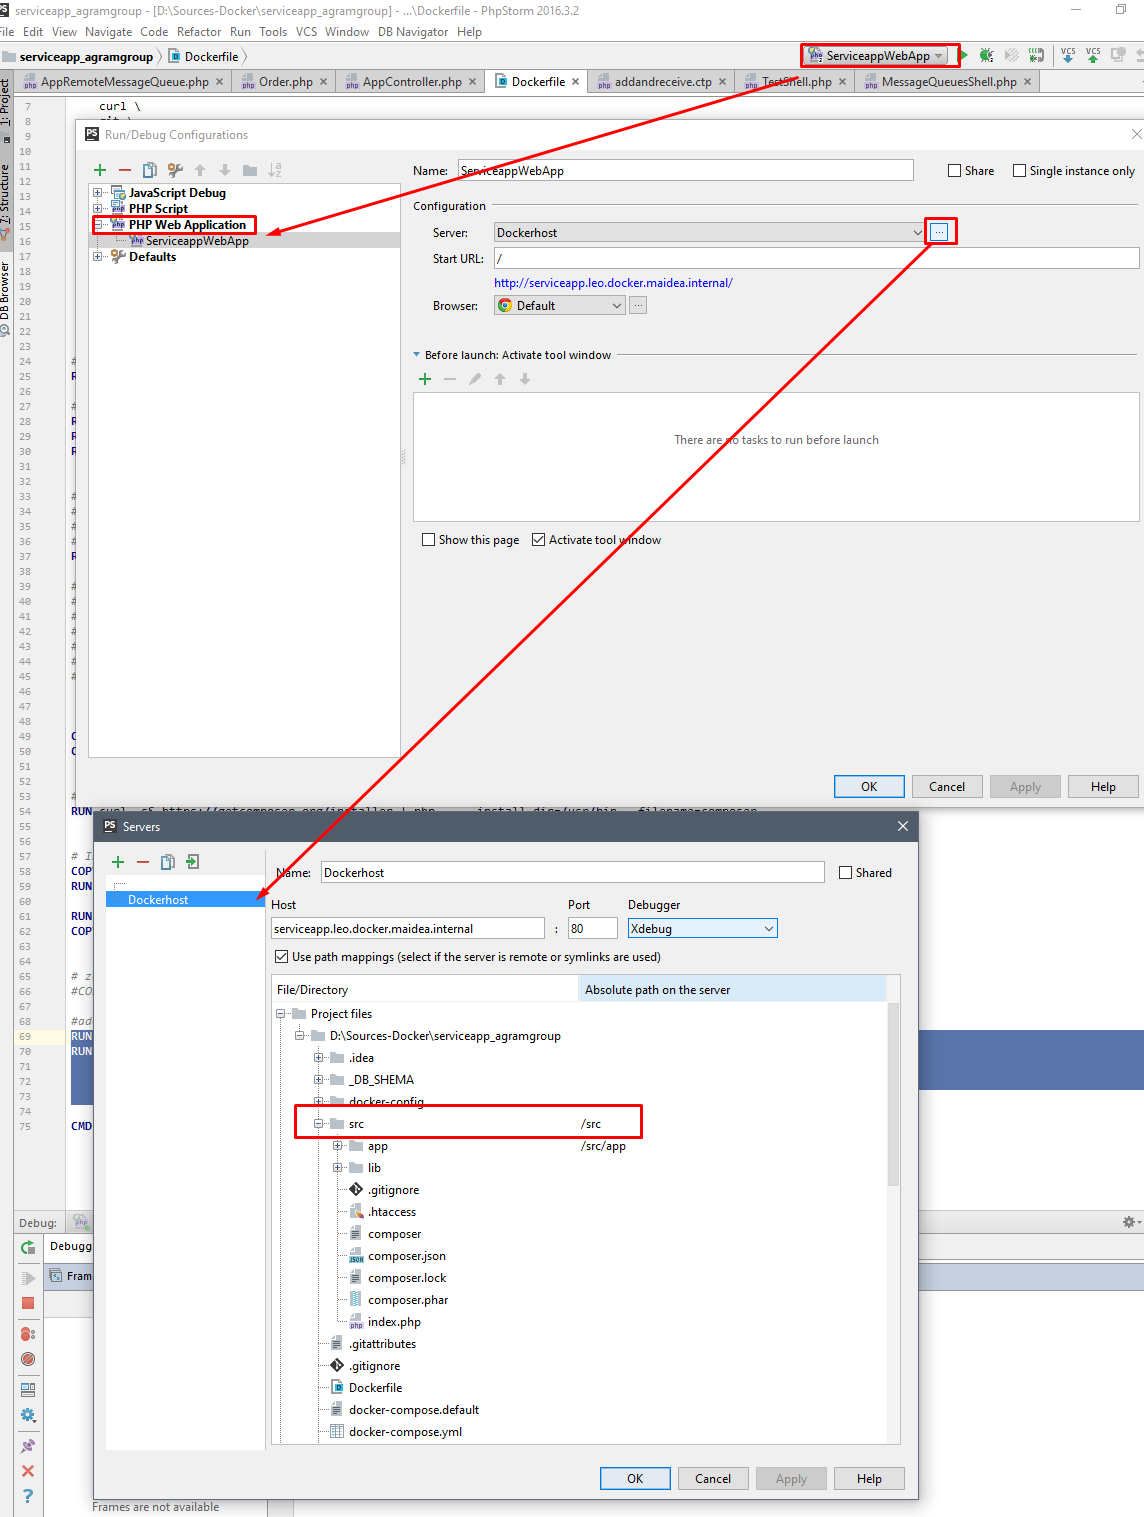 serviceapp_agramgroup - [D:\Sources-Docker\serviceapp_agramgroup] - ...\Dockerfile - PhpStorm 2016.3.2
File Edit View Navigate Code Refactor Run Tools VCS Window DB Navigator Help
serviceapp_agramgroup Dockerfile ServiceappWebApp VCS VCS
AppRemoteMessageQueue.php Order.php AppController.php Dockerfile addandreceive.ctp TestShell.php MessageQueuesShell.php
1: Project
7: Structure
DB Browser
7 curl \
8
9
10
11
12
13
14
15
16
17
18
19
20
21
22
23
24 #
25 R
26
27 #
28 R
29 R
30 R
31
32
33 #
34 #
35 #
36 #
37 R
38
39 #
40 #
41 #
42 #
43 #
44 #
45 #
46
47
48
49 C
50 C
51
52
53 #
54 RUN curl -sS https://getcomposer.org/installer | php -- --install-dir=/usr/bin --filename=composer
55
56
57 # I
58 COP
59 RUN
60
61 RUN
62 COP
63
64
65 # z
66 #CO
67
68 #ad
69 RUN
70 RUN
71
72
73
74
75 CMD
Run/Debug Configurations
JavaScript Debug
PHP Script
PHP Web Application
ServiceappWebApp
Defaults
Name: ServiceappWebApp Share Single instance only
Configuration
Server: Dockerhost ...
Start URL: /
http://serviceapp.leo.docker.maidea.internal/
Browser: Default ...
Before launch: Activate tool window
There are no tasks to run before launch
Show this page Activate tool window
OK Cancel Apply Help
Servers
Dockerhost
Name: Dockerhost Shared
Host Port Debugger
serviceapp.leo.docker.maidea.internal : 80 Xdebug
Use path mappings (select if the server is remote or symlinks are used)
File/Directory Absolute path on the server
Project files
D:\Sources-Docker\serviceapp_agramgroup
.idea
_DB_SHEMA
docker-config
src /src
app /src/app
lib
.gitignore
.htaccess
composer
composer.json
composer.lock
composer.phar
index.php
.gitattributes
.gitignore
Dockerfile
docker-compose.default
docker-compose.yml
OK Cancel Apply Help
Debug:
Debugg
Fram
Frames are not available